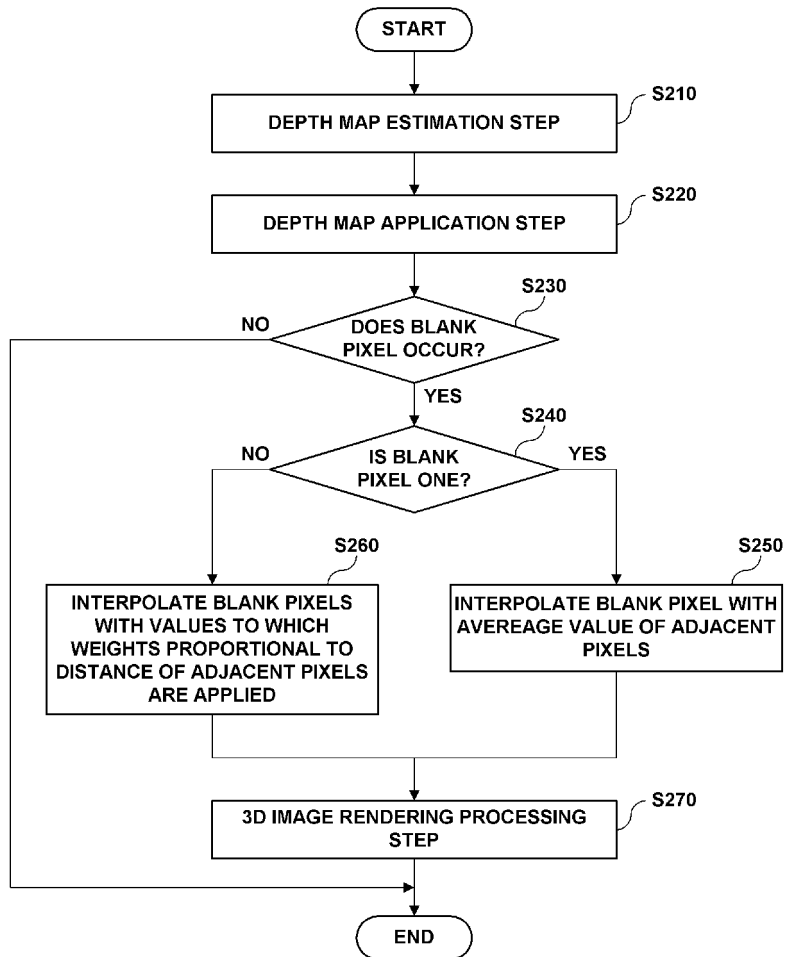 START
S210
DEPTH MAP ESTIMATION STEP
S220
DEPTH MAP APPLICATION STEP
S230
NO
DOES BLANK
PIXEL OCCUR?
YES
S240
NO
IS BLANK
PIXEL ONE?
YES
S260
INTERPOLATE BLANK PIXELS
WITH VALUES TO WHICH
WEIGHTS PROPORTIONAL TO
DISTANCE OF ADJACENT PIXELS
ARE APPLIED
S250
INTERPOLATE BLANK PIXEL WITH
AVEREAGE VALUE OF ADJACENT
PIXELS
S270
3D IMAGE RENDERING PROCESSING
STEP
END